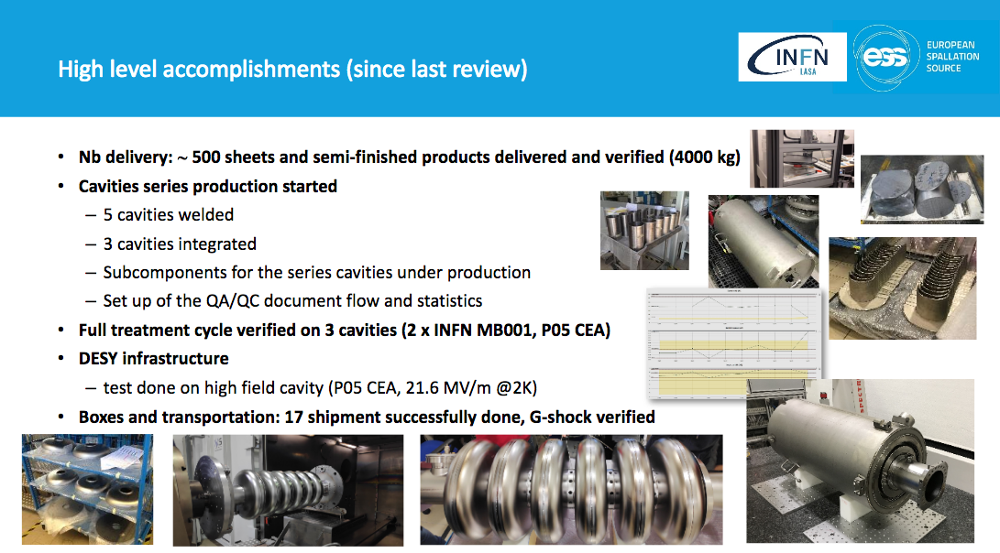 High level accomplishments (since last review)
INFN
LASA
ess
EUROPEAN
SPALLATION
SOURCE
• Nb delivery: ~ 500 sheets and semi-finished products delivered and verified (4000 kg)
• Cavities series production started
– 5 cavities welded
– 3 cavities integrated
– Subcomponents for the series cavities under production
– Set up of the QA/QC document flow and statistics
• Full treatment cycle verified on 3 cavities (2 x INFN MB001, P05 CEA)
• DESY infrastructure
– test done on high field cavity (P05 CEA, 21.6 MV/m @2K)
• Boxes and transportation: 17 shipment successfully done, G-shock verified